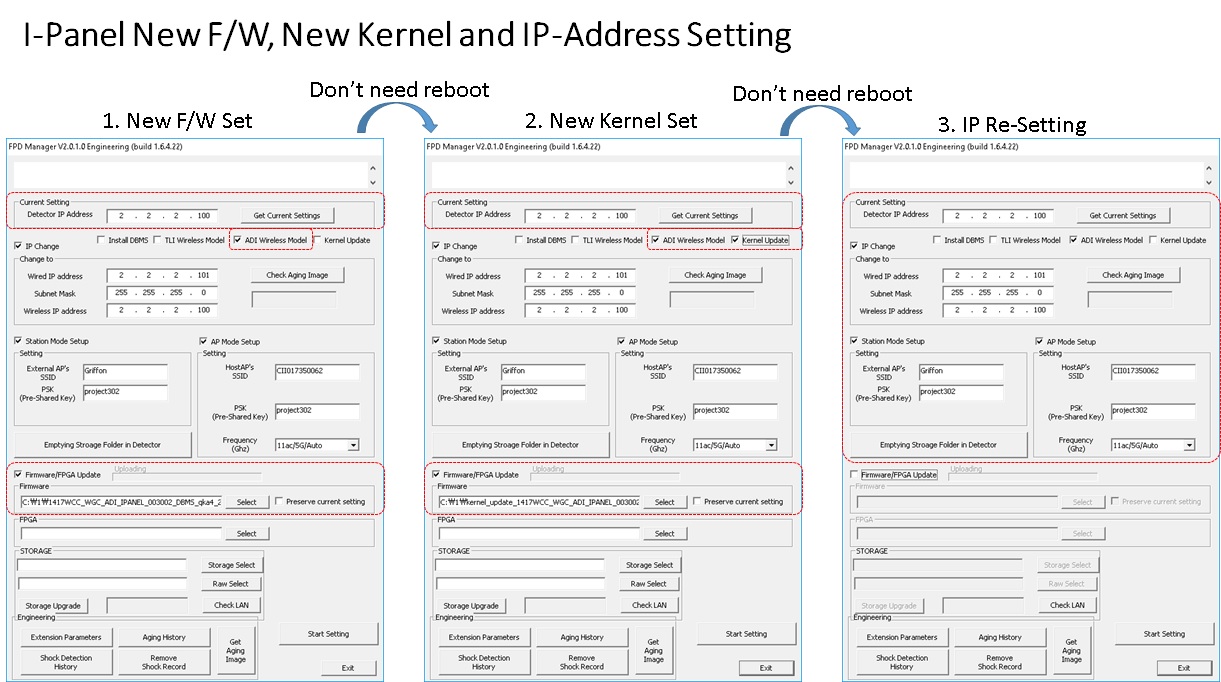 I-Panel New F/W, New Kernel and IP-Address Setting
Don't need reboot
Don't need reboot
1. New F/W Set
2. New Kernel Set
3. IP Re-Setting
FPD Manager V2.0.1.0 Engineering (build 1.6.4.22)
Current Setting
Detector IP Address 2 . 2 . 2 . 100 Get Current Settings
IP Change Install DBMS TLI Wireless Model ADI Wireless Model Kernel Update
Change to
Wired IP address 2 . 2 . 2 . 101 Check Aging Image
Subnet Mask 255 . 255 . 255 . 0
Wireless IP address 2 . 2 . 2 . 100
Station Mode Setup AP Mode Setup
Setting Setting
External AP's SSID Griffon HostAP's SSID CII017350062
PSK (Pre-Shared Key) project302
PSK (Pre-Shared Key) project302
Emptying Stroage Folder in Detector Frequency (Ghz) 11ac/5G/Auto
Firmware/FPGA Update Uploading
Firmware
C:₩1₩1417WCC_WGC_ADI_IPANEL_003002_DBMS_qka4_2 Select Preserve current setting
FPGA
Select
STORAGE
Storage Select
Raw Select
Storage Upgrade Check LAN
Engineering
Extension Parameters Aging History Get Aging Image Start Setting
Shock Detection History Remove Shock Record Exit
FPD Manager V2.0.1.0 Engineering (build 1.6.4.22)
Current Setting
Detector IP Address 2 . 2 . 2 . 100 Get Current Settings
IP Change Install DBMS TLI Wireless Model ADI Wireless Model Kernel Update
Change to
Wired IP address 2 . 2 . 2 . 101 Check Aging Image
Subnet Mask 255 . 255 . 255 . 0
Wireless IP address 2 . 2 . 2 . 100
Station Mode Setup AP Mode Setup
Setting Setting
External AP's SSID Griffon HostAP's SSID CII017350062
PSK (Pre-Shared Key) project302
PSK (Pre-Shared Key) project302
Emptying Stroage Folder in Detector Frequency (Ghz) 11ac/5G/Auto
Firmware/FPGA Update Uploading
Firmware
C:₩1₩kernel_update_1417WCC_WGC_ADI_IPANEL_003002 Select Preserve current setting
FPGA
Select
STORAGE
Storage Select
Raw Select
Storage Upgrade Check LAN
Engineering
Extension Parameters Aging History Get Aging Image Start Setting
Shock Detection History Remove Shock Record Exit
FPD Manager V2.0.1.0 Engineering (build 1.6.4.22)
Current Setting
Detector IP Address 2 . 2 . 2 . 100 Get Current Settings
IP Change Install DBMS TLI Wireless Model ADI Wireless Model Kernel Update
Change to
Wired IP address 2 . 2 . 2 . 101 Check Aging Image
Subnet Mask 255 . 255 . 255 . 0
Wireless IP address 2 . 2 . 2 . 100
Station Mode Setup AP Mode Setup
Setting Setting
External AP's SSID Griffon HostAP's SSID CII017350062
PSK (Pre-Shared Key) project302
PSK (Pre-Shared Key) project302
Emptying Stroage Folder in Detector Frequency (Ghz) 11ac/5G/Auto
Firmware/FPGA Update Uploading
Firmware
Select Preserve current setting
FPGA
Select
STORAGE
Storage Select
Raw Select
Storage Upgrade Check LAN
Engineering
Extension Parameters Aging History Get Aging Image Start Setting
Shock Detection History Remove Shock Record Exit